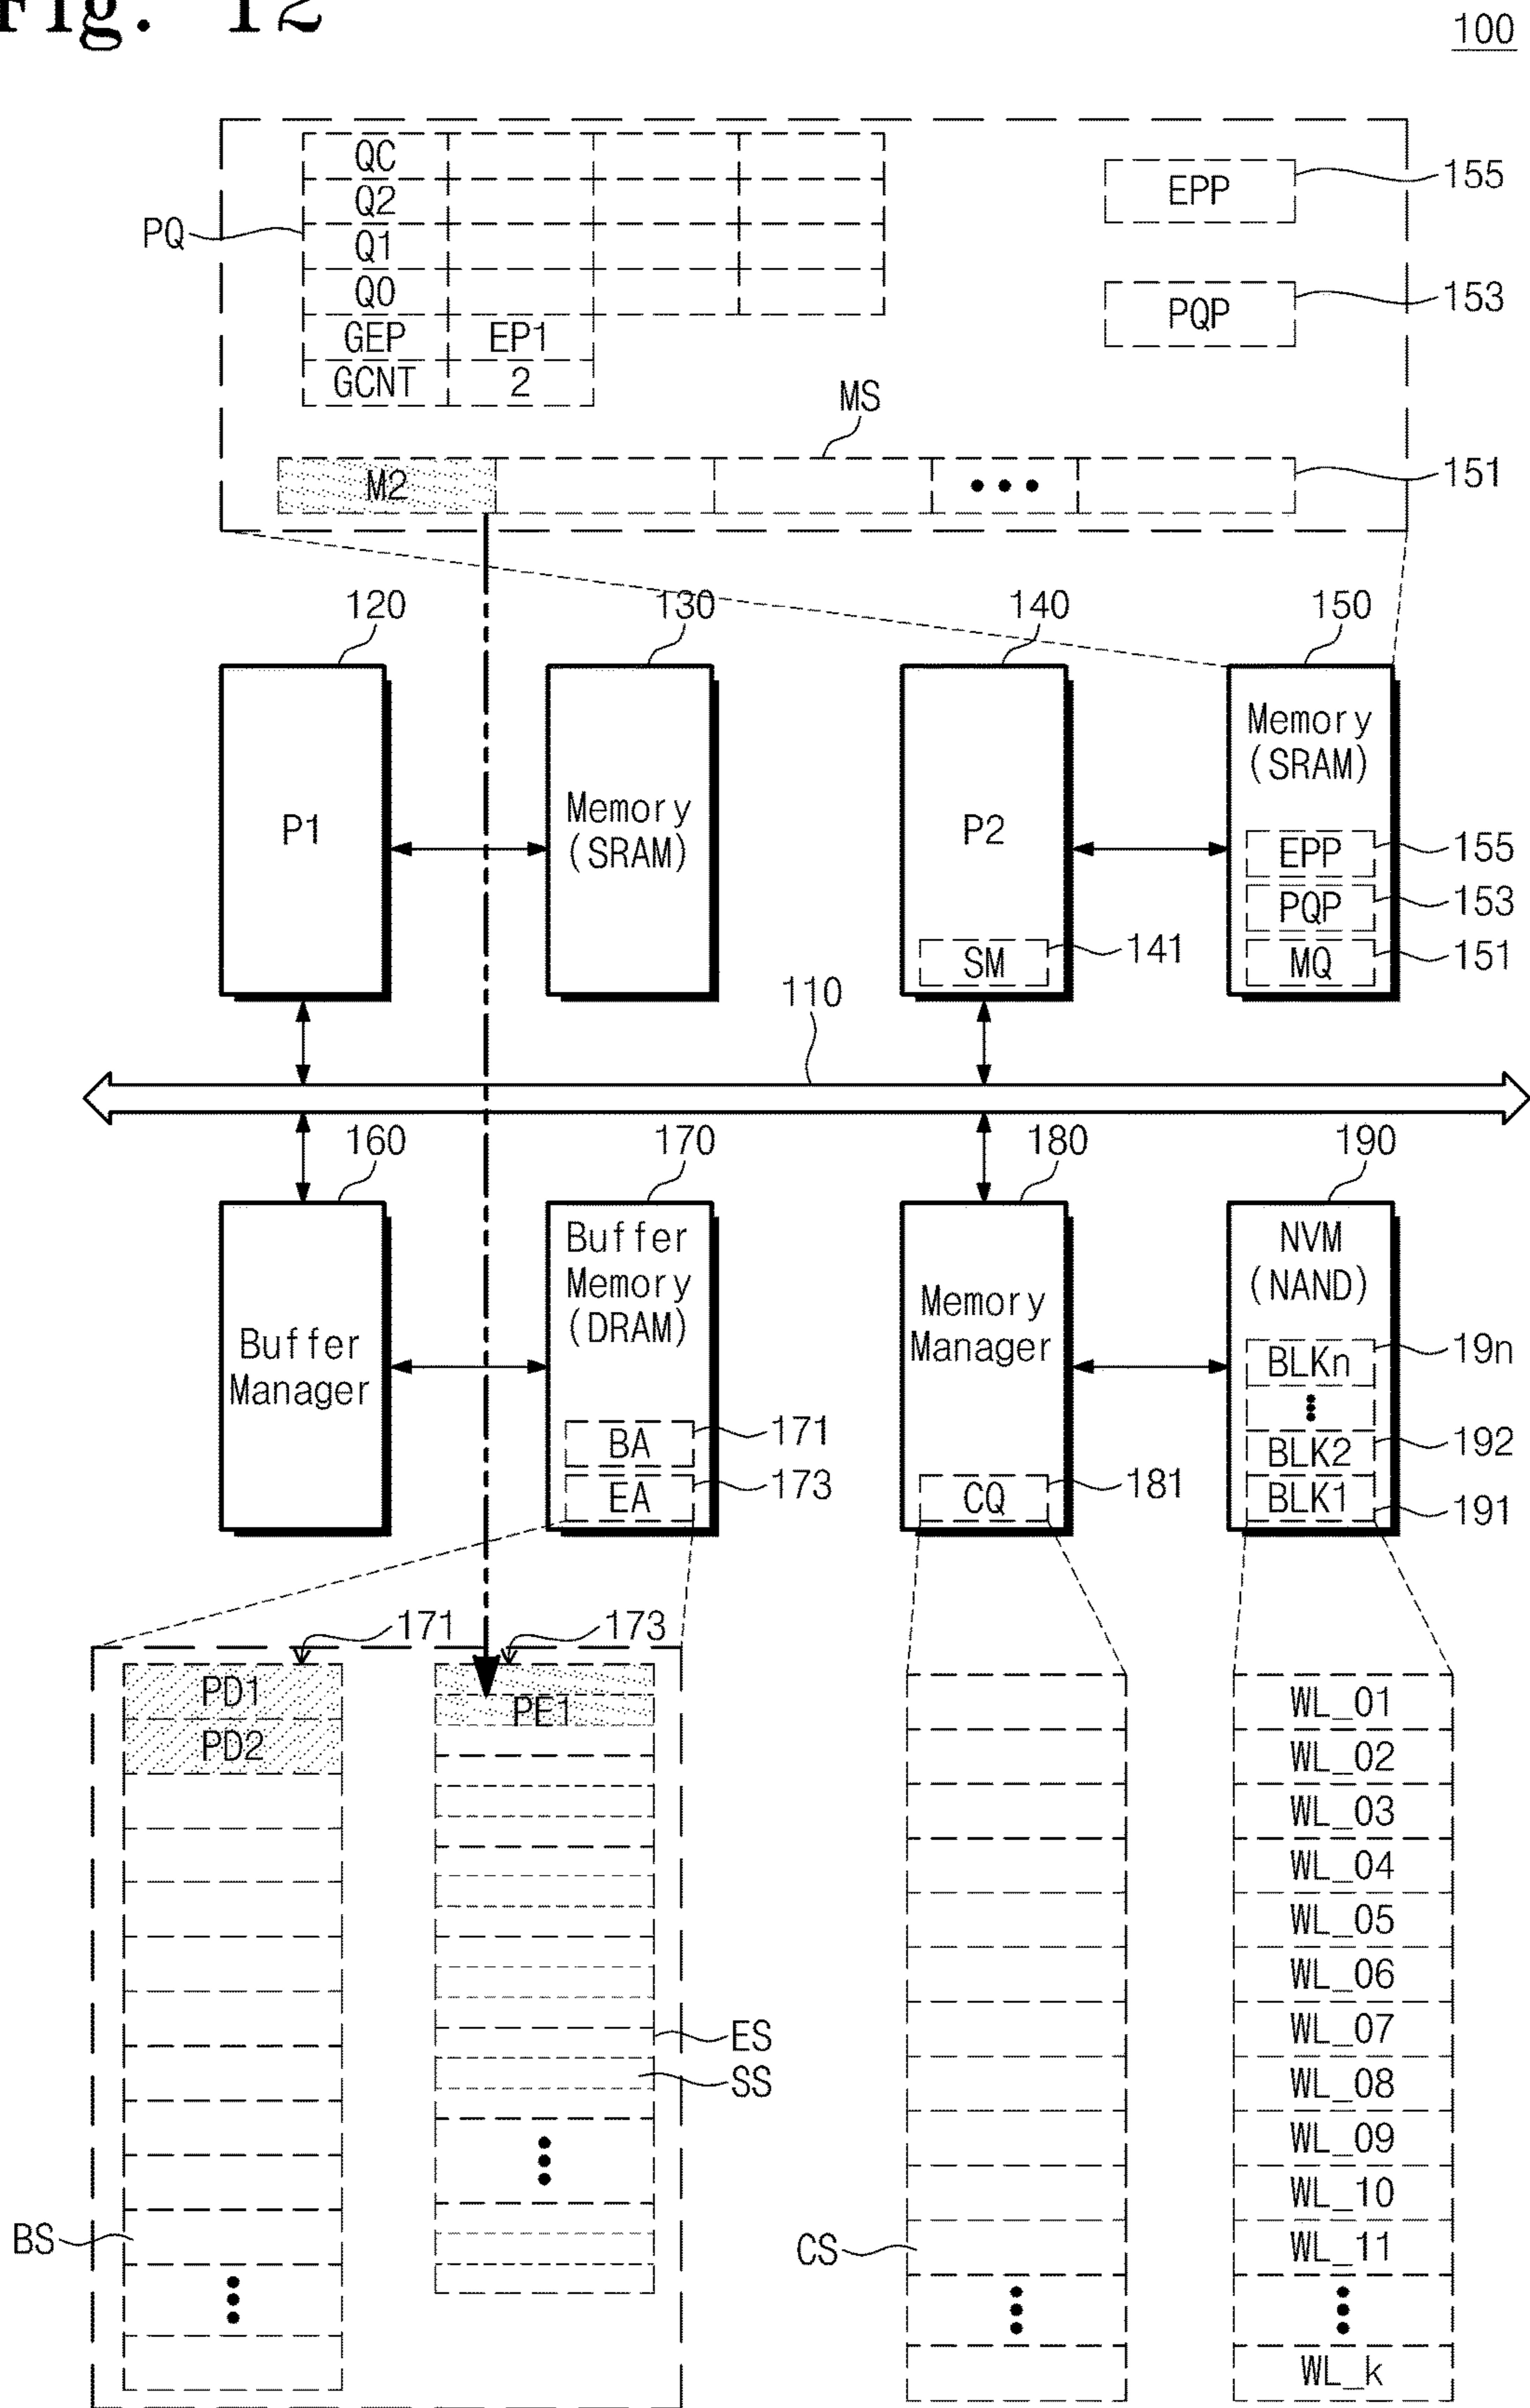 Fig. 12
100
QC
Q2
Q1
Q0
GEP EP1
GCNT 2
PQ
EPP
155
PQP
153
MS
M2
151
120
130
140
150
P1
Memory
(SRAM)
P2
SM
141
Memory
(SRAM)
EPP
155
PQP
153
MQ
151
110
160
170
180
190
Buffer
Manager
Buffer
Memory
(DRAM)
BA
171
EA
173
Memory
Manager
CQ
181
NVM
(NAND)
BLKn
19n
BLK2
192
BLK1
191
171
173
PD1
PD2
PE1
ES
SS
BS
CS
WL_01
WL_02
WL_03
WL_04
WL_05
WL_06
WL_07
WL_08
WL_09
WL_10
WL_11
WL_k